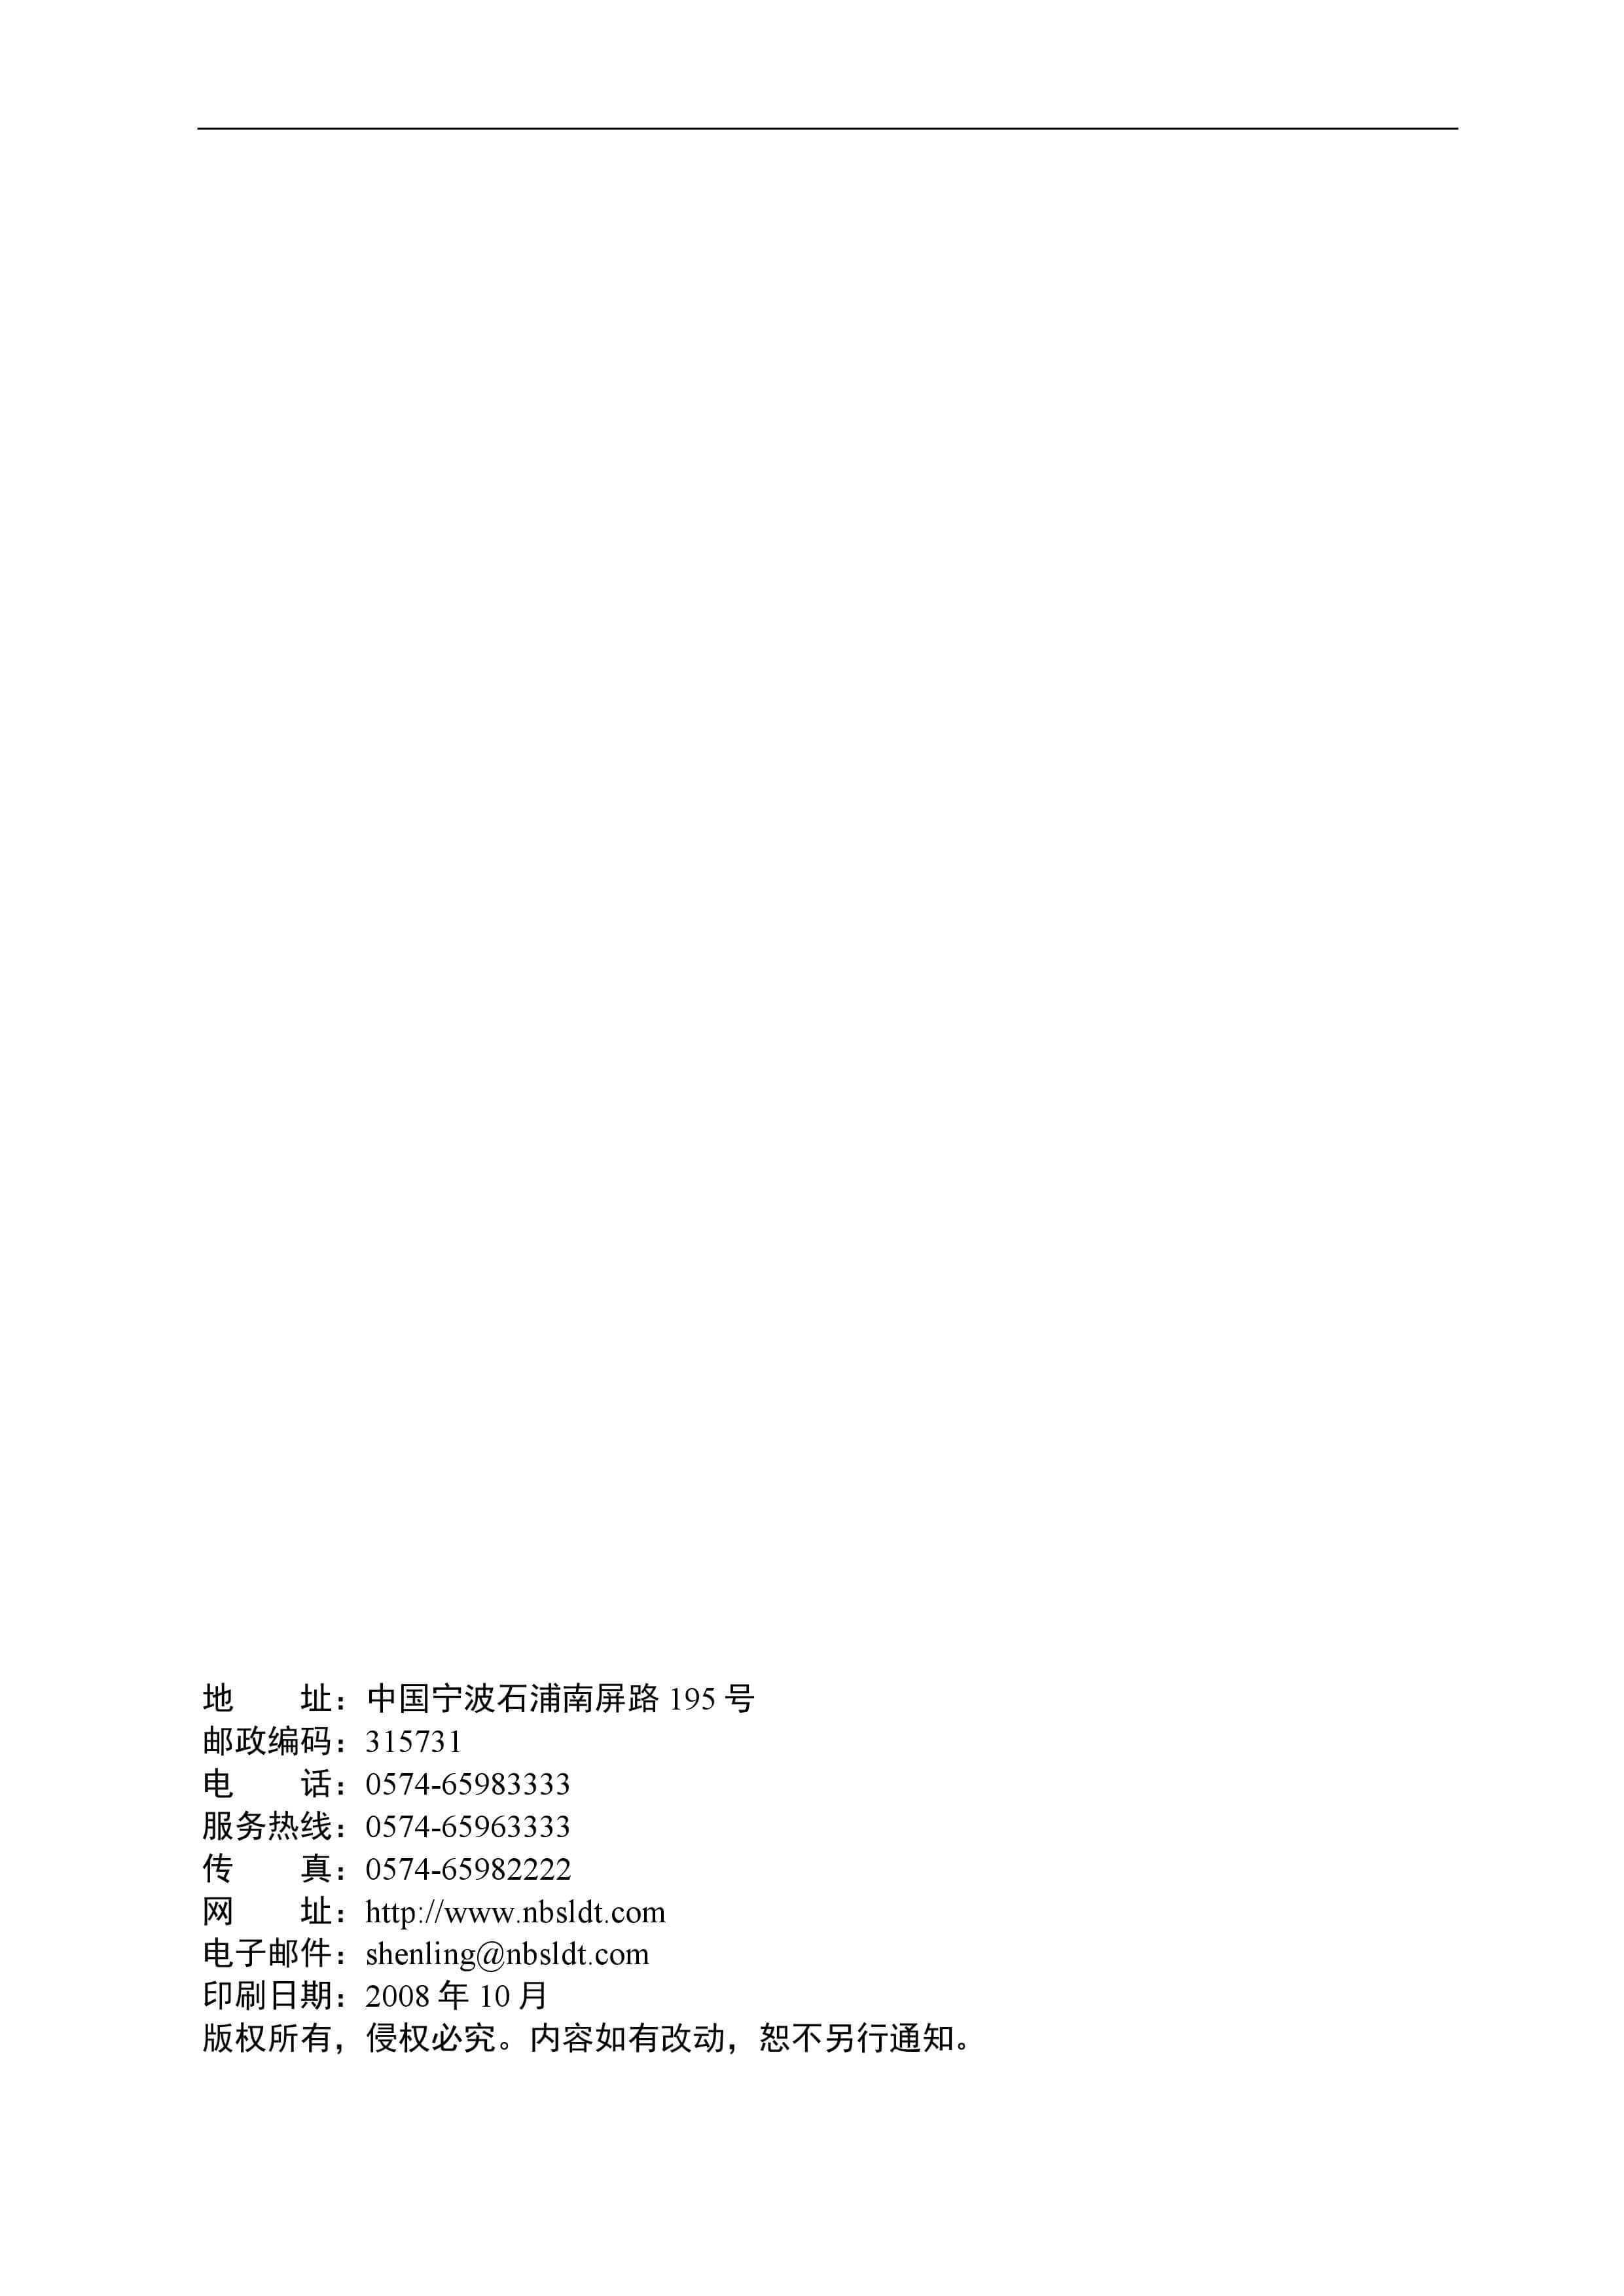 地　　址：中国宁波石浦南屏路 195 号
邮政编码：315731
电　　话：0574-65983333
服务热线：0574-65963333
传　　真：0574-65982222
网　　址：http://www.nbsldt.com
电子邮件：shenling@nbsldt.com
印刷日期：2008 年 10 月
版权所有，侵权必究。内容如有改动，恕不另行通知。